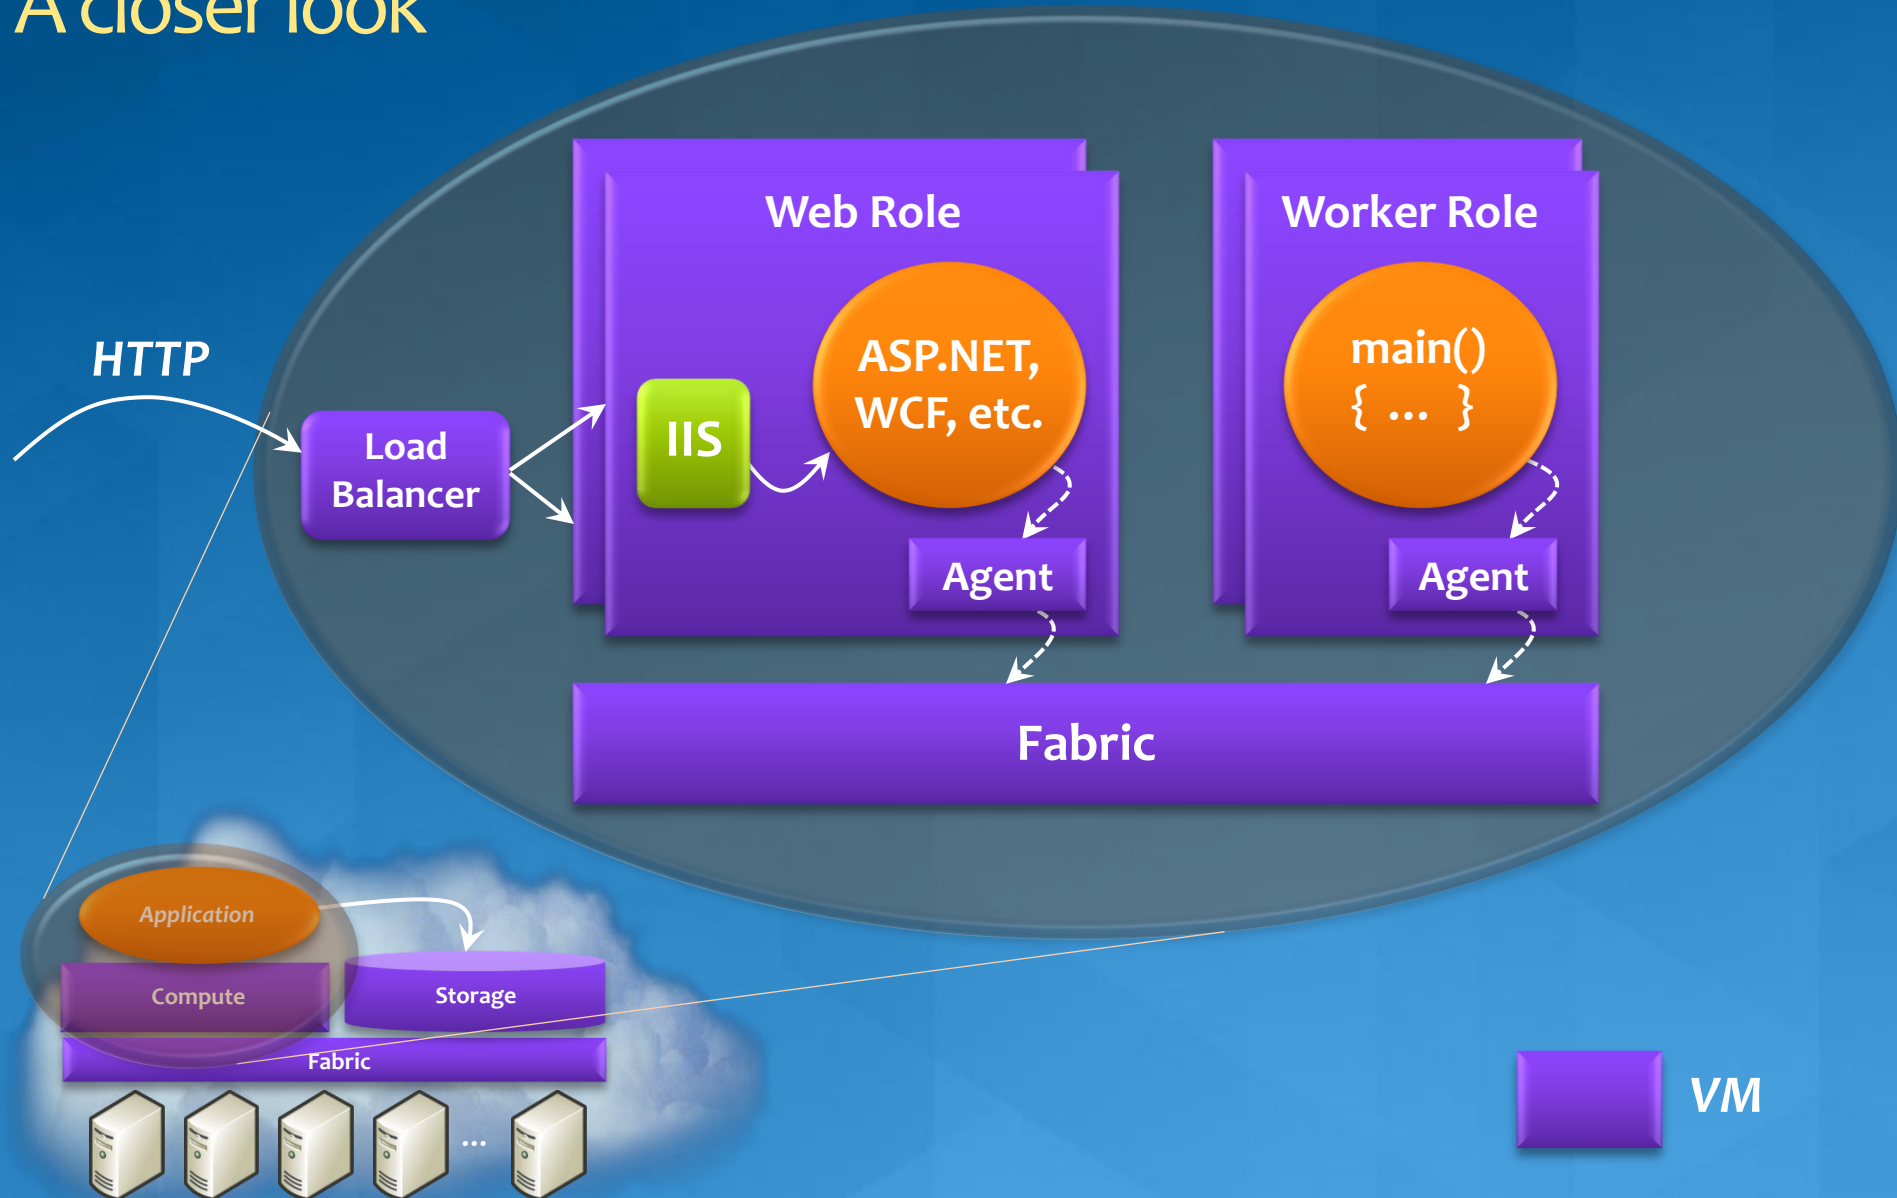 A closer look
Web Role
Worker Role
HTTP
Load
Balancer
IIS
ASP.NET,
WCF, etc.
main()
{ ... }
Agent
Agent
Fabric
Application
Compute
Storage
Fabric
...
VM